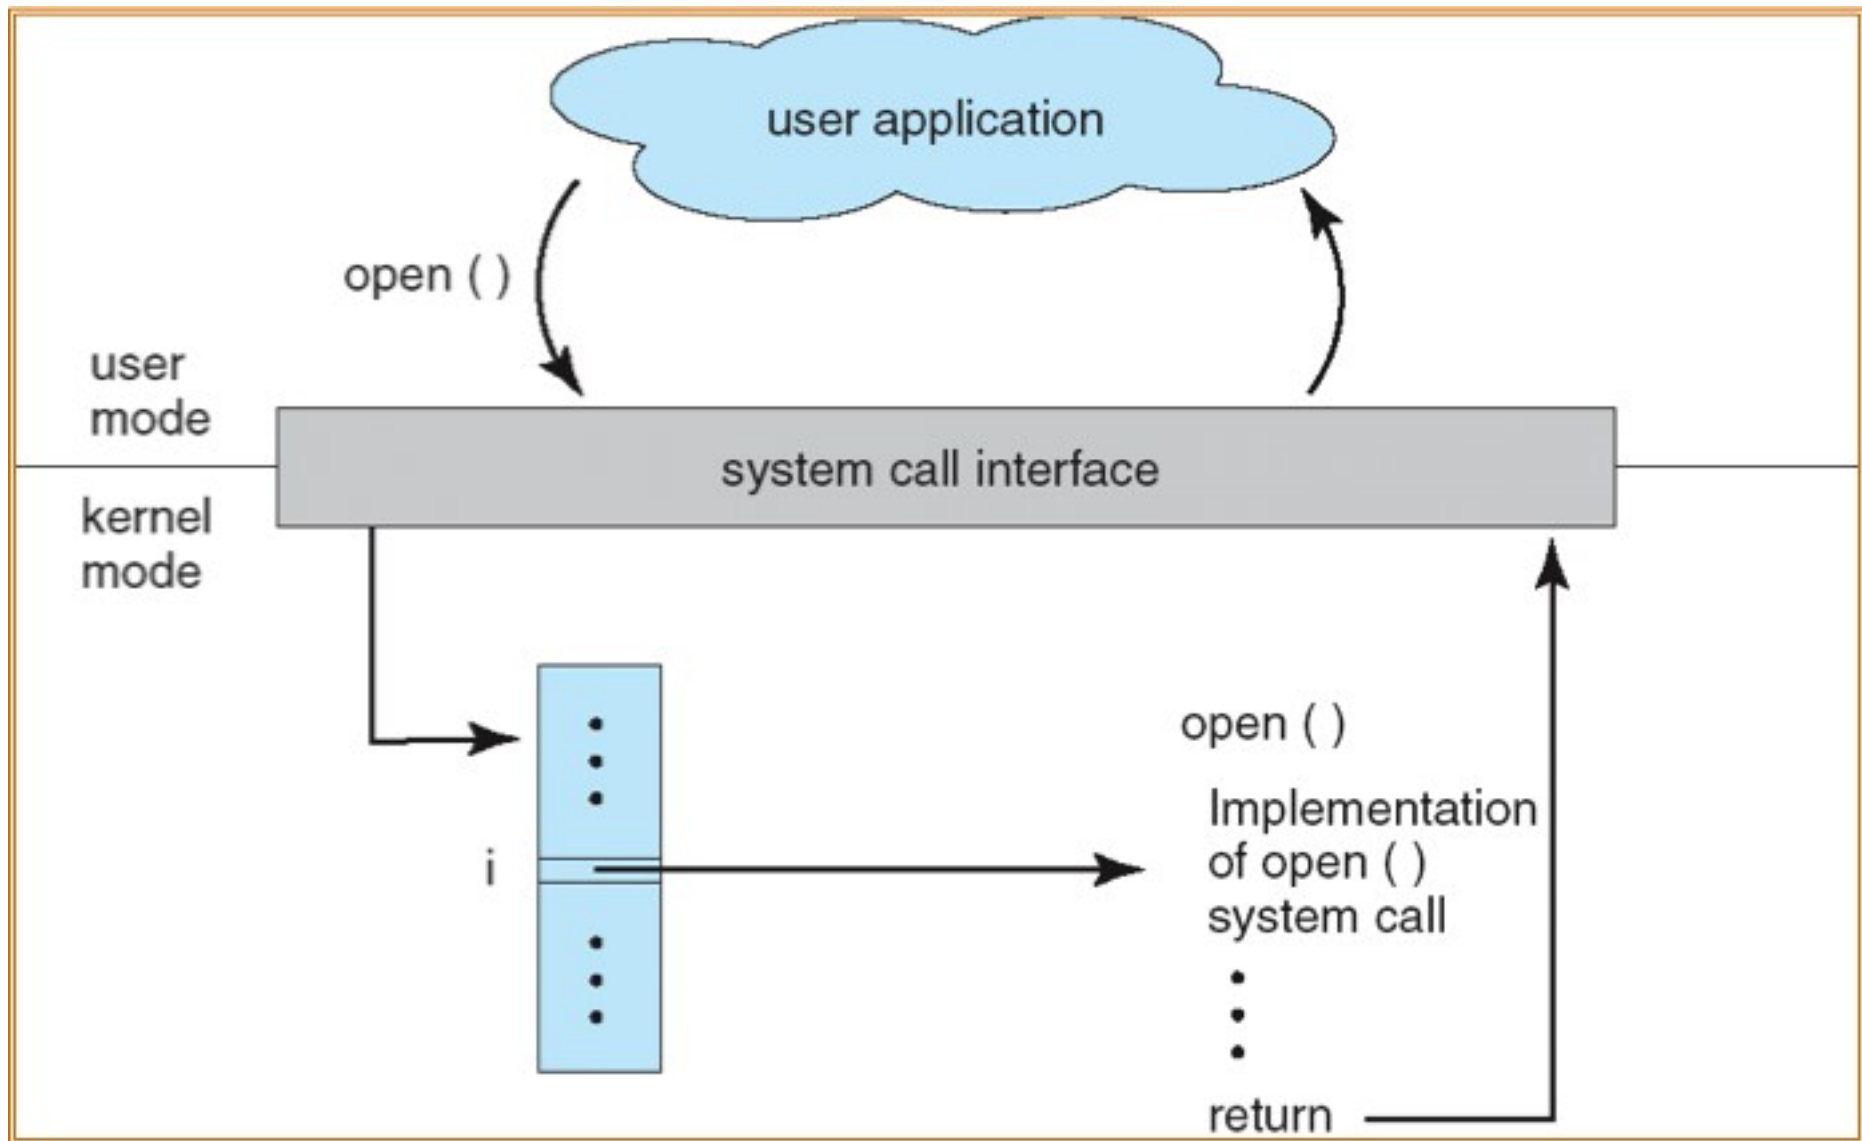 user application
open ( )
user
mode
system call interface
kernel
mode
open ( )
i
Implementation
of open ( )
system call
return